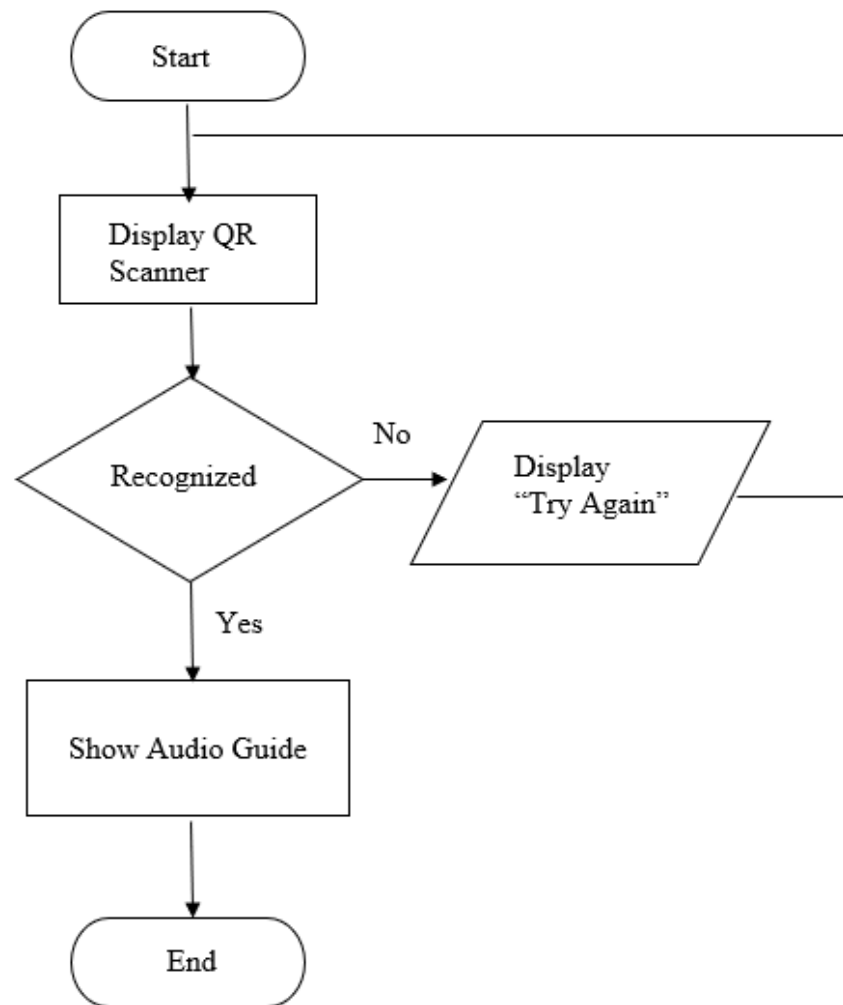 Start
Display QR
Scanner
Recognized
No
Display
“Try Again”
Yes
Show Audio Guide
End